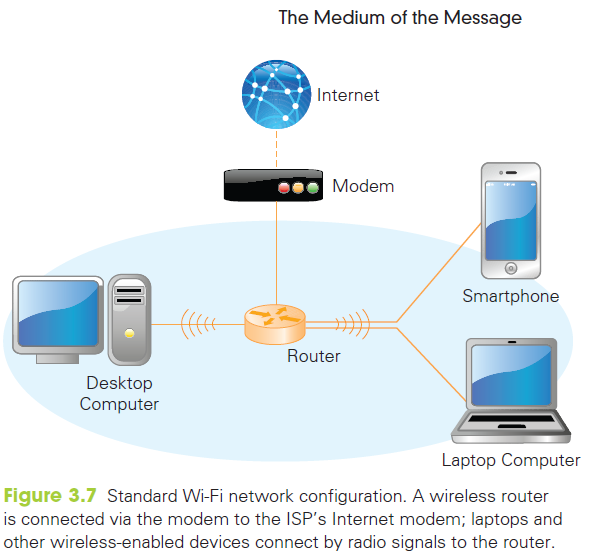 The Medium of the Message
Internet
Modem
Smartphone
Router
Desktop
Computer
Laptop Computer
Figure 3.7 Standard Wi-Fi network configuration. A wireless router
is connected via the modem to the ISP's Internet modem; laptops and
other wireless-enabled devices connect by radio signals to the router.